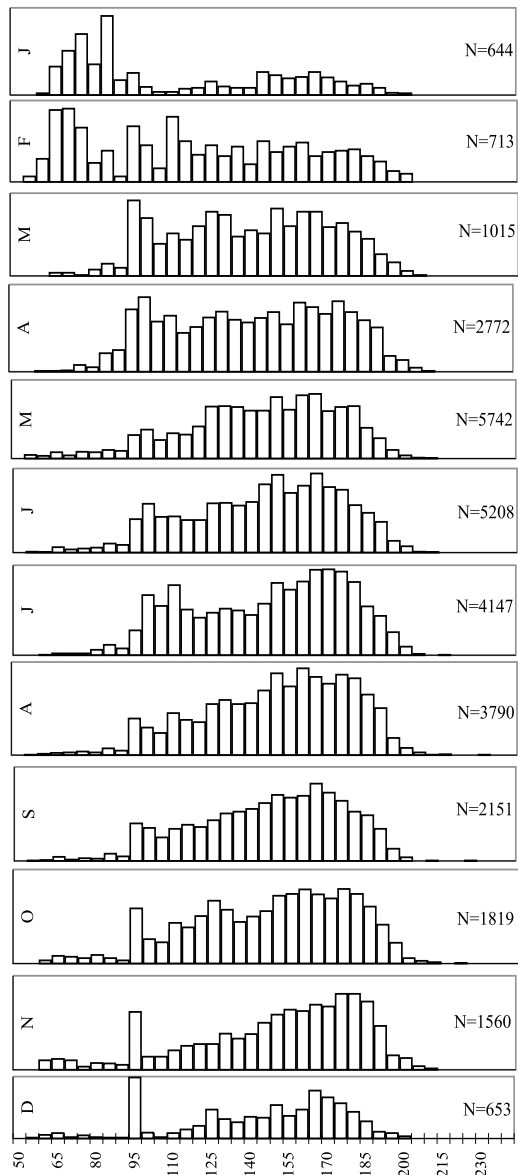 J
N=644
F
N=713
M
N=1015
A
N=2772
M
N=5742
J
N=5208
J
N=4147
A
N=3790
S
N=2151
O
N=1819
N
N=1560
D
N=653
50 65 80 95 110 125 140 155 170 185 200 215 230